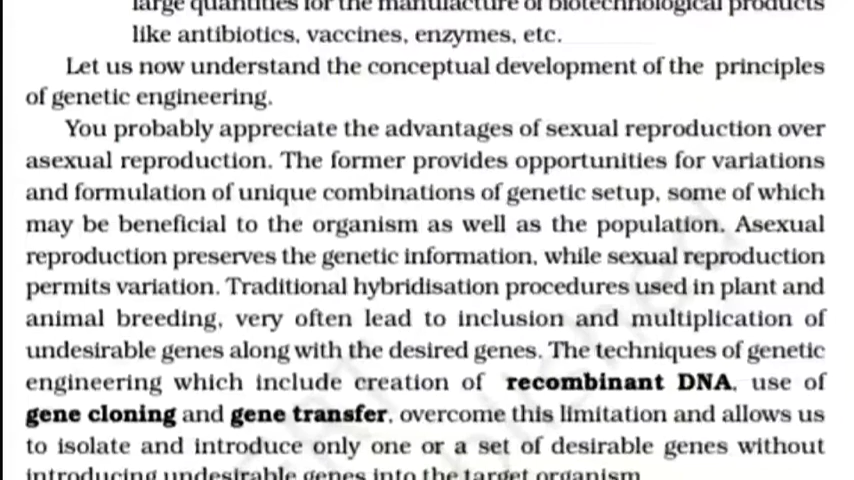 large quantities for the manufacture of biotechnological products
like antibiotics, vaccines, enzymes, etc.
Let us now understand the conceptual development of the principles
of genetic engineering.
You probably appreciate the advantages of sexual reproduction over
asexual reproduction. The former provides opportunities for variations
and formulation of unique combinations of genetic setup, some of which
may be beneficial to the organism as well as the population. Asexual
reproduction preserves the genetic information, while sexual reproduction
permits variation. Traditional hybridisation procedures used in plant and
animal breeding, very often lead to inclusion and multiplication of
undesirable genes along with the desired genes. The techniques of genetic
engineering which include creation of recombinant DNA, use of
gene cloning and gene transfer, overcome this limitation and allows us
to isolate and introduce only one or a set of desirable genes without
introducing undesirable genes into the target organism